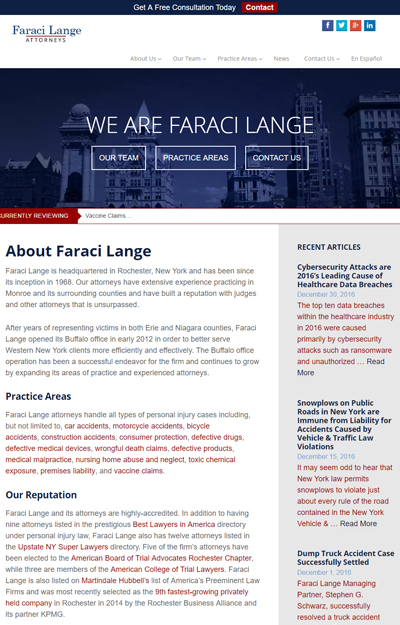 Get A Free Consultation Today Contact
Faraci Lange
ATTORNEYS
About Us Our Team Practice Areas News Contact Us En Español
WE ARE FARACI LANGE
OUR TEAM PRACTICE AREAS CONTACT US
CURRENTLY REVIEWING Vaccine Claims ...
About Faraci Lange
Faraci Lange is headquartered in Rochester, New York and has been since
its inception in 1968. Our attorneys have extensive experience practicing in
Monroe and its surrounding counties and have built a reputation with judges
and other attorneys that is unsurpassed.
After years of representing victims in both Erie and Niagara counties, Faraci
Lange opened its Buffalo office in early 2012 in order to better serve
Western New York clients more efficiently and effectively. The Buffalo office
operation has been a successful endeavor for the firm and continues to grow
by expanding its areas of practice and experienced attorneys.
Practice Areas
Faraci Lange attorneys handle all types of personal injury cases including,
but not limited to, car accidents, motorcycle accidents, bicycle
accidents, construction accidents, consumer protection, defective drugs,
defective medical devices, wrongful death claims, defective products,
medical malpractice, nursing home abuse and neglect, toxic chemical
exposure, premises liability, and vaccine claims.
Our Reputation
Faraci Lange and its attorneys are highly-accredited. In addition to having
nine attorneys listed in the prestigious Best Lawyers in America directory
under personal injury law, Faraci Lange also has twelve attorneys listed in
the Upstate NY Super Lawyers directory. Five of the firm's attorneys have
been elected to the American Board of Trial Advocates Rochester Chapter,
while three are members of the American College of Trial Lawyers. Faraci
Lange is also listed on Martindale Hubbell's list of America's Preeminent Law
Firms and was most recently selected as the 9th fastest-growing privately
held company in Rochester in 2014 by the Rochester Business Alliance and
its partner KPMG.
RECENT ARTICLES
Cybersecurity Attacks are
2016's Leading Cause of
Healthcare Data Breaches
December 30, 2016
The top ten data breaches
within the healthcare industry
in 2016 were caused
primarily by cybersecurity
attacks such as ransomware
and unauthorized … Read
More
Snowplows on Public
Roads in New York are
Immune from Liability for
Accidents Caused by
Vehicle & Traffic Law
Violations
December 15, 2016
It may seem odd to hear that
New York law permits
snowplows to violate just
about every rule of the road
contained in the New York
Vehicle & … Read More
Dump Truck Accident Case
Successfully Settled
December 1, 2016
Faraci Lange Managing
Partner, Stephen G.
Schwarz, successfully
resolved a truck accident